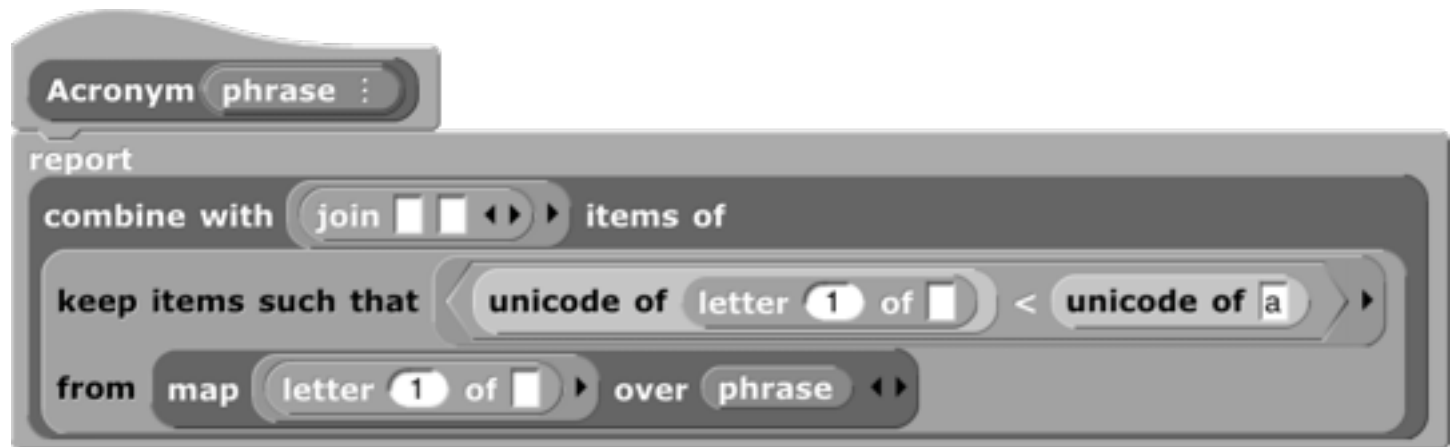 Acronym phrase ⋮
report
combine with join items of
keep items such that unicode of letter 1 of < unicode of a
from map letter 1 of over phrase